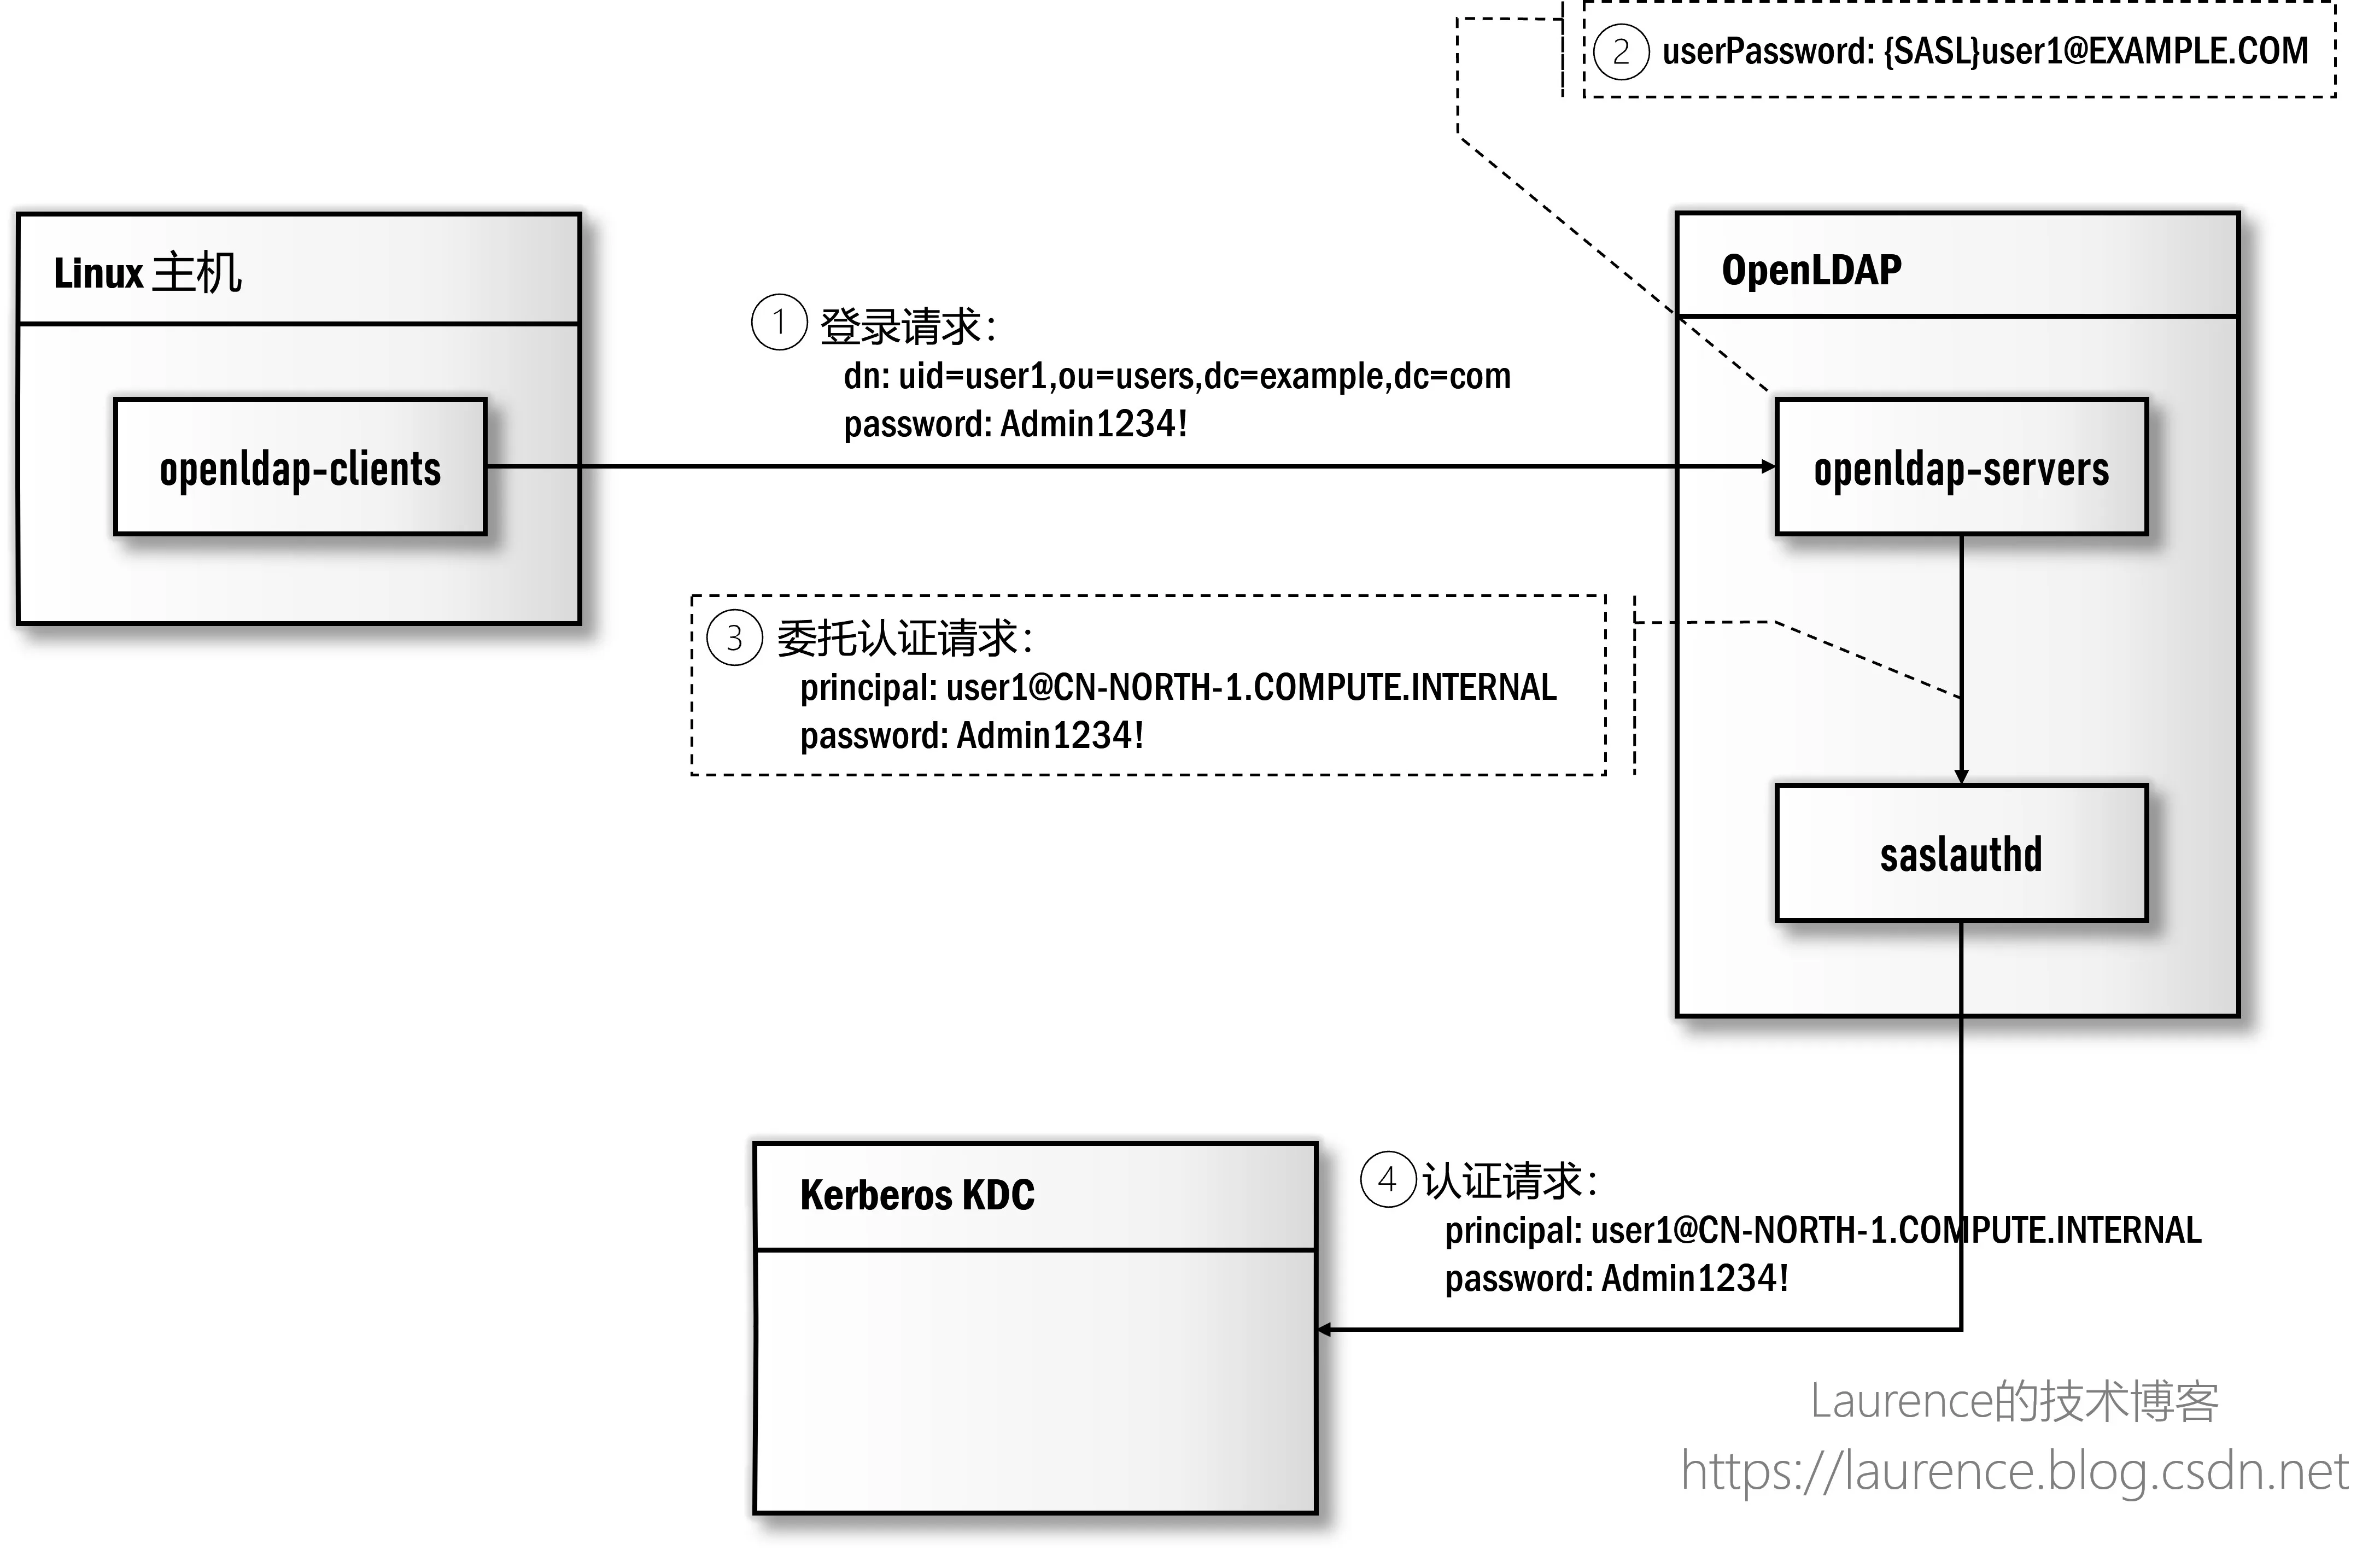 ② userPassword: {SASL}user1@EXAMPLE.COM
Linux 主机
OpenLDAP
① 登录请求：
dn: uid=user1,ou=users,dc=example,dc=com
password: Admin1234!
openldap-clients
openldap-servers
③ 委托认证请求：
principal: user1@CN-NORTH-1.COMPUTE.INTERNAL
password: Admin1234!
saslauthd
Kerberos KDC
④ 认证请求：
principal: user1@CN-NORTH-1.COMPUTE.INTERNAL
password: Admin1234!
Laurence的技术博客
https://laurence.blog.csdn.net